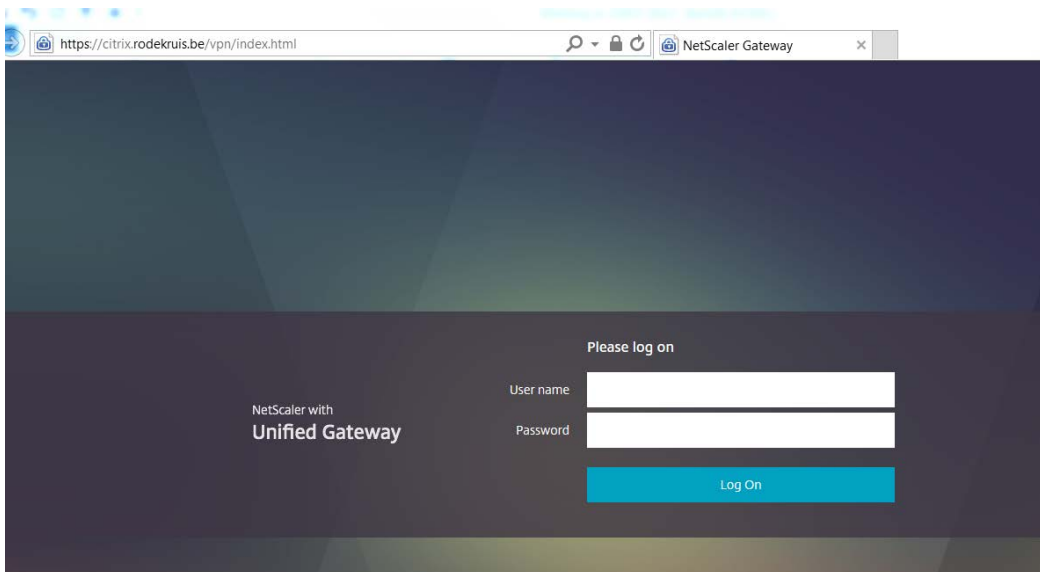 https://citrix.rodekruis.be/vpn/index.html
NetScaler Gateway
Please log on
User name
NetScaler with
Unified Gateway
Password
Log On